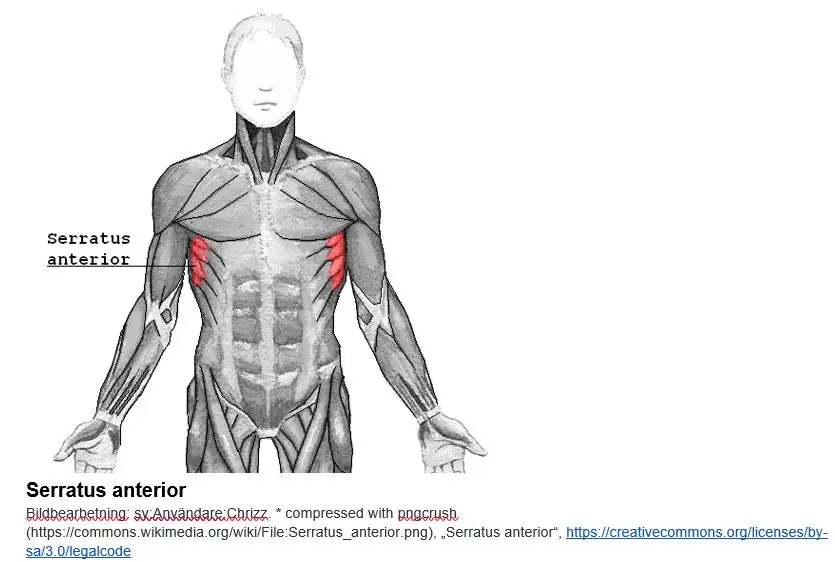 Serratus
anterior
Serratus anterior
Bildbearbetning: sv:Användare:Chrizz. * compressed with pngcrush
(https://commons.wikimedia.org/wiki/File:Serratus_anterior.png), „Serratus anterior“, https://creativecommons.org/licenses/by-
sa/3.0/legalcode